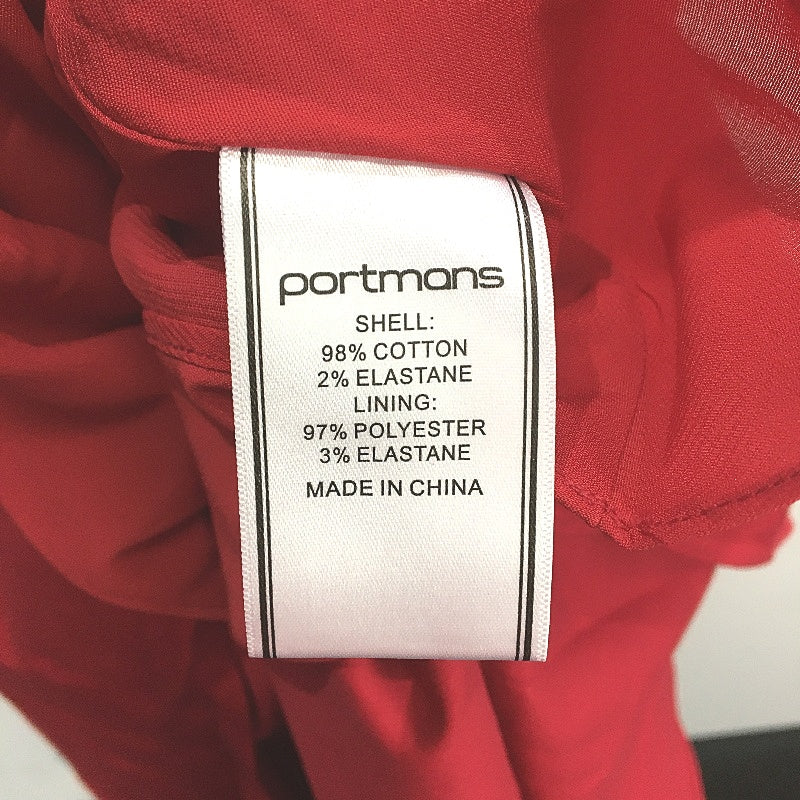 portmans
SHELL:
98% COTTON
2% ELASTANE
LINING:
97% POLYESTER
3% ELASTANE
MADE IN CHINA